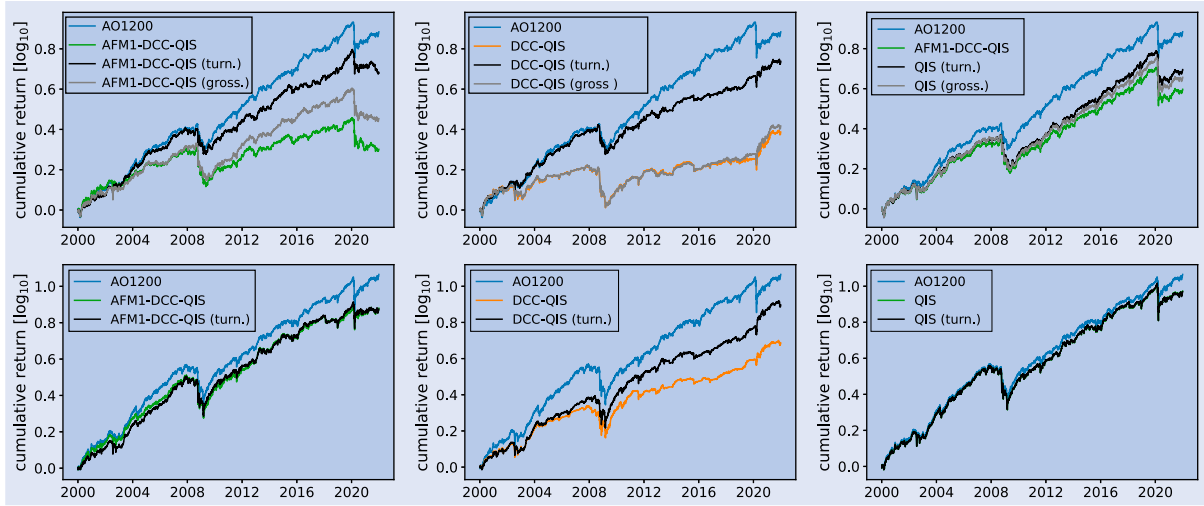 cumulative return [log10]
0.8
0.6
0.4
0.2
0.0
AO1200
AFM1-DCC-QIS
AFM1-DCC-QIS (turn.)
AFM1-DCC-QIS (gross.)
2000 2004 2008 2012 2016 2020
cumulative return [log10]
0.8
0.6
0.4
0.2
0.0
AO1200
DCC-QIS
DCC-QIS (turn.)
DCC-QIS (gross )
2000 2004 2008 2012 2016 2020
cumulative return [log10]
0.8
0.6
0.4
0.2
0.0
AO1200
AFM1-DCC-QIS
QIS (turn.)
QIS (gross.)
2000 2004 2008 2012 2016 2020
cumulative return [log10]
1.0
0.8
0.6
0.4
0.2
0.0
AO1200
AFM1-DCC-QIS
AFM1-DCC-QIS (turn.)
2000 2004 2008 2012 2016 2020
cumulative return [log10]
1.0
0.8
0.6
0.4
0.2
0.0
AO1200
DCC-QIS
DCC-QIS (turn.)
2000 2004 2008 2012 2016 2020
cumulative return [log10]
1.0
0.8
0.6
0.4
0.2
0.0
AO1200
QIS
QIS (turn.)
2000 2004 2008 2012 2016 2020